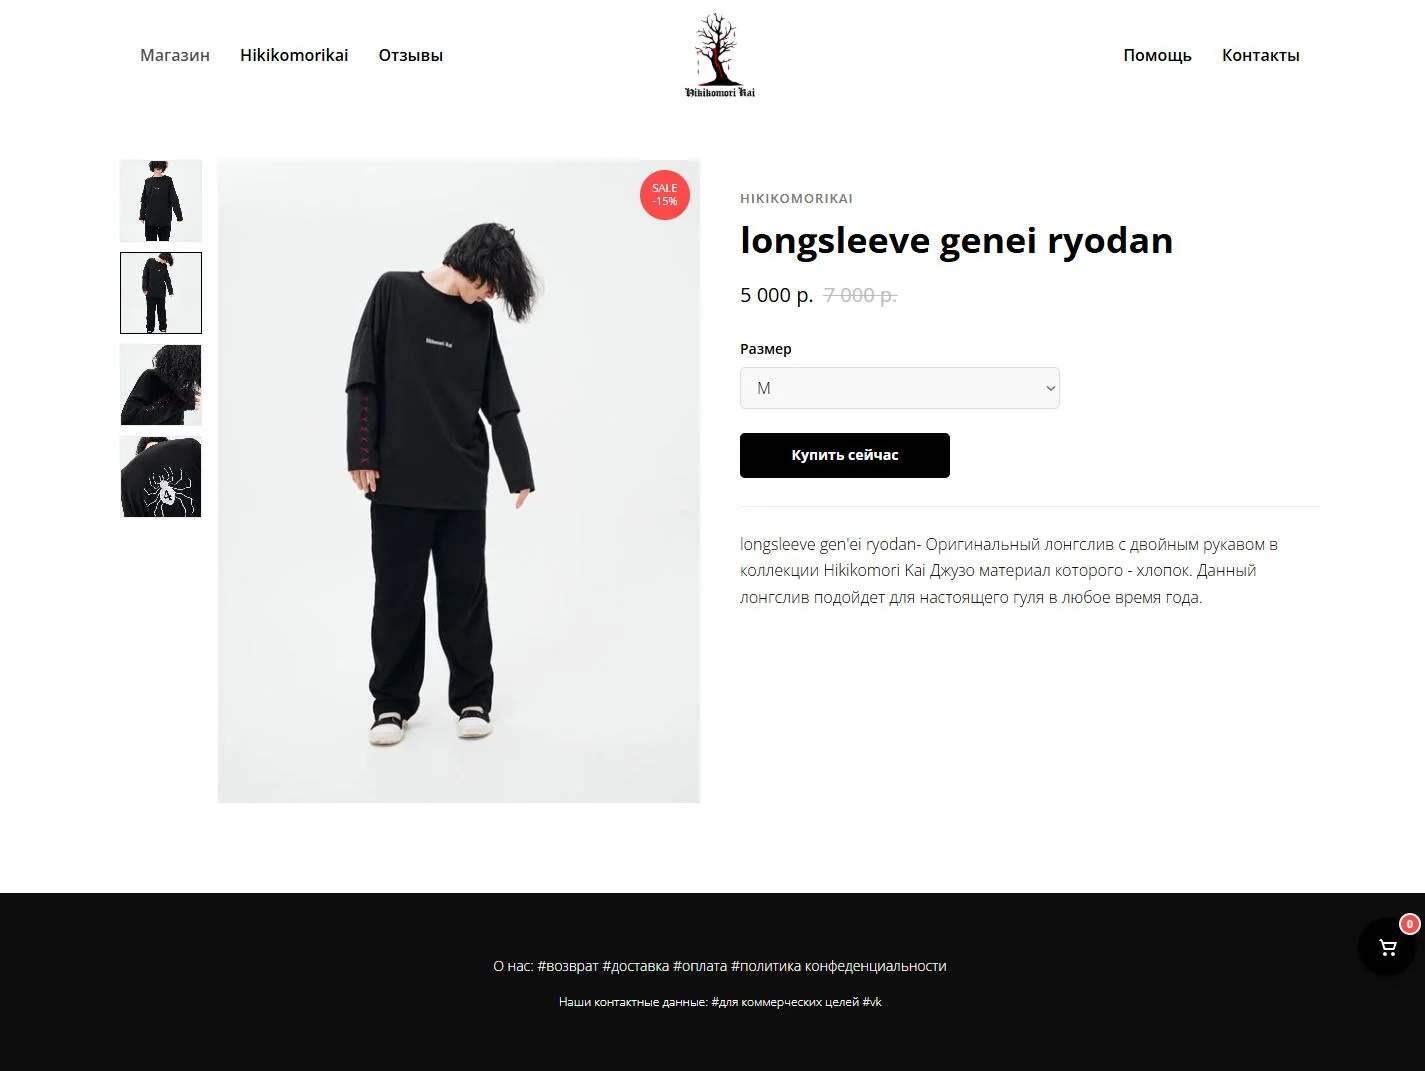 Магазин Hikikomorikai Отзывы
Hikikomori Kai
Помощь Контакты
SALE
-15%
Hikikomori Kai
4
HIKIKOMORIKAI
longsleeve genei ryodan
5 000 р. 7 000 р.
Размер
M
Купить сейчас
longsleeve gen'ei ryodan- Оригинальный лонгслив с двойным рукавом в
коллекции Hikikomori Kai Джузо материал которого - хлопок. Данный
лонгслив подойдет для настоящего гуля в любое время года.
0
О нас: #возврат #доставка #оплата #политика конфеденциальности
Наши контактные данные: #для коммерческих целей #vk